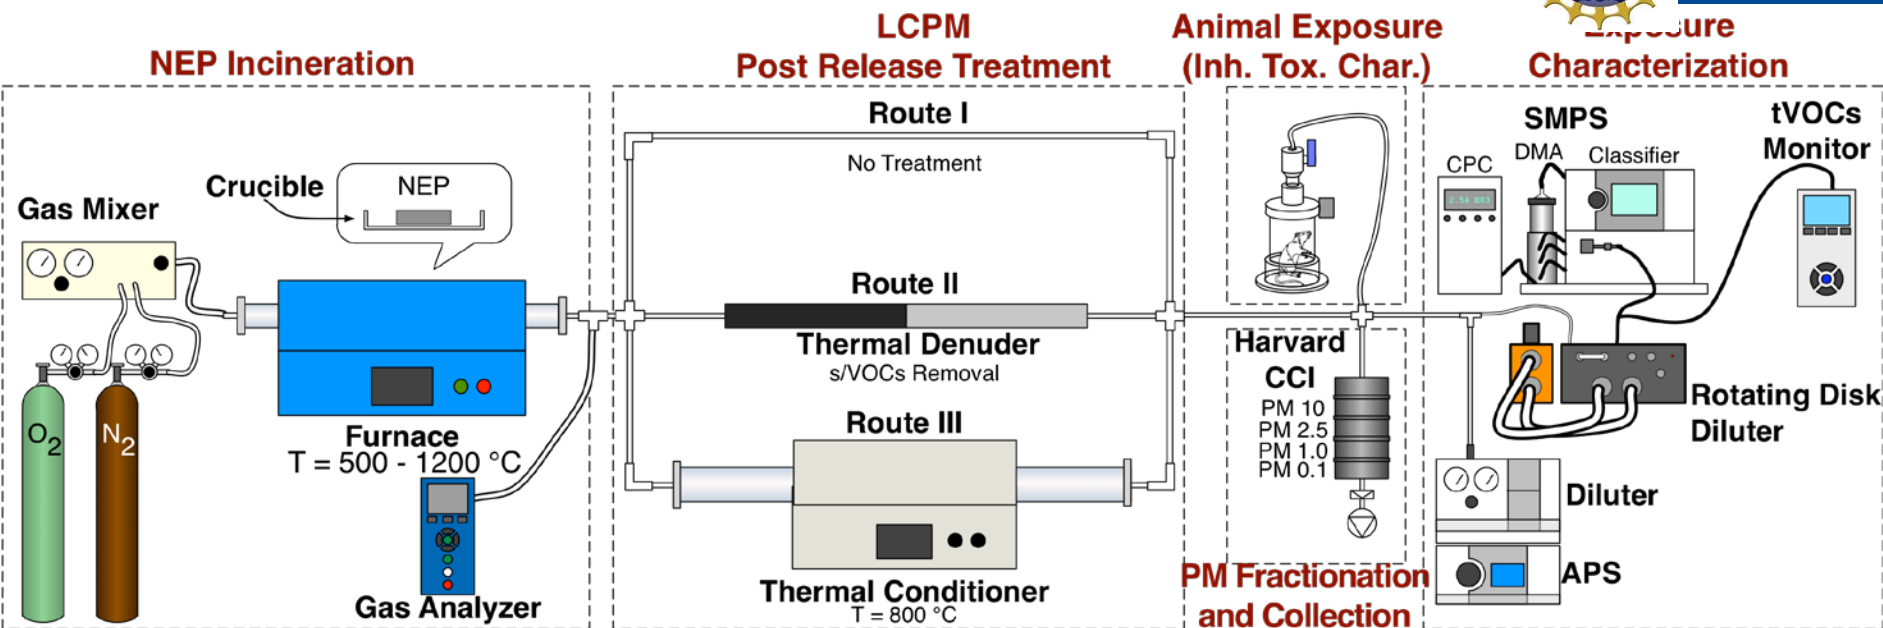 NEP Incineration
Gas Mixer
Crucible
NEP
O2
N2
Furnace
T = 500 - 1200 °C
Gas Analyzer
LCPM
Post Release Treatment
Route I
No Treatment
Route II
Thermal Denuder
s/VOCs Removal
Route III
Thermal Conditioner
T = 800 °C
Animal Exposure
(Inh. Tox. Char.)
Harvard
CCI
PM 10
PM 2.5
PM 1.0
PM 0.1
PM Fractionation
and Collection
Exposure
Characterization
SMPS
CPC
DMA
Classifier
tVOCs
Monitor
Rotating Disk
Diluter
Diluter
APS